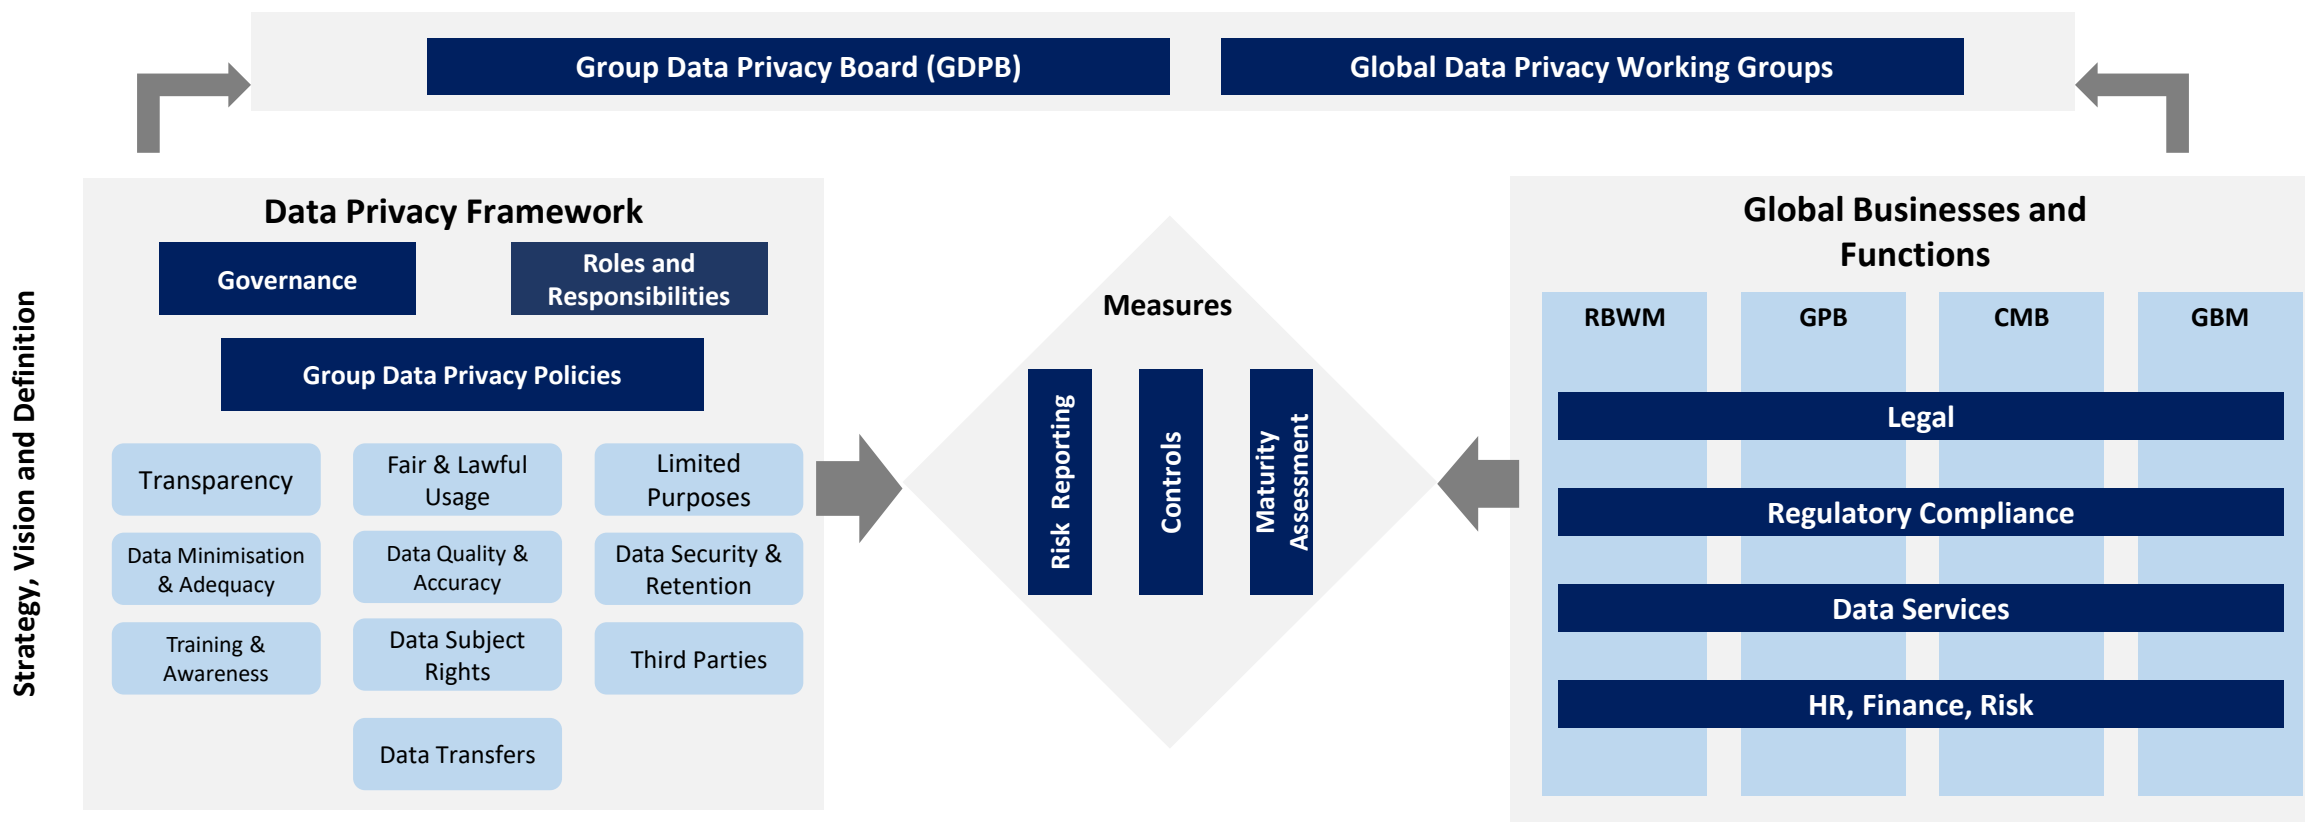 Group Data Privacy Board (GDPB)
Global Data Privacy Working Groups
Strategy, Vision and Definition
Data Privacy Framework
Governance
Roles and
Responsibilities
Group Data Privacy Policies
Transparency
Fair & Lawful
Usage
Limited
Purposes
Data Minimisation
& Adequacy
Data Quality &
Accuracy
Data Security &
Retention
Training &
Awareness
Data Subject
Rights
Third Parties
Data Transfers
Measures
Risk Reporting
Controls
Maturity
Assessment
Global Businesses and
Functions
RBWM
GPB
CMB
GBM
Legal
Regulatory Compliance
Data Services
HR, Finance, Risk